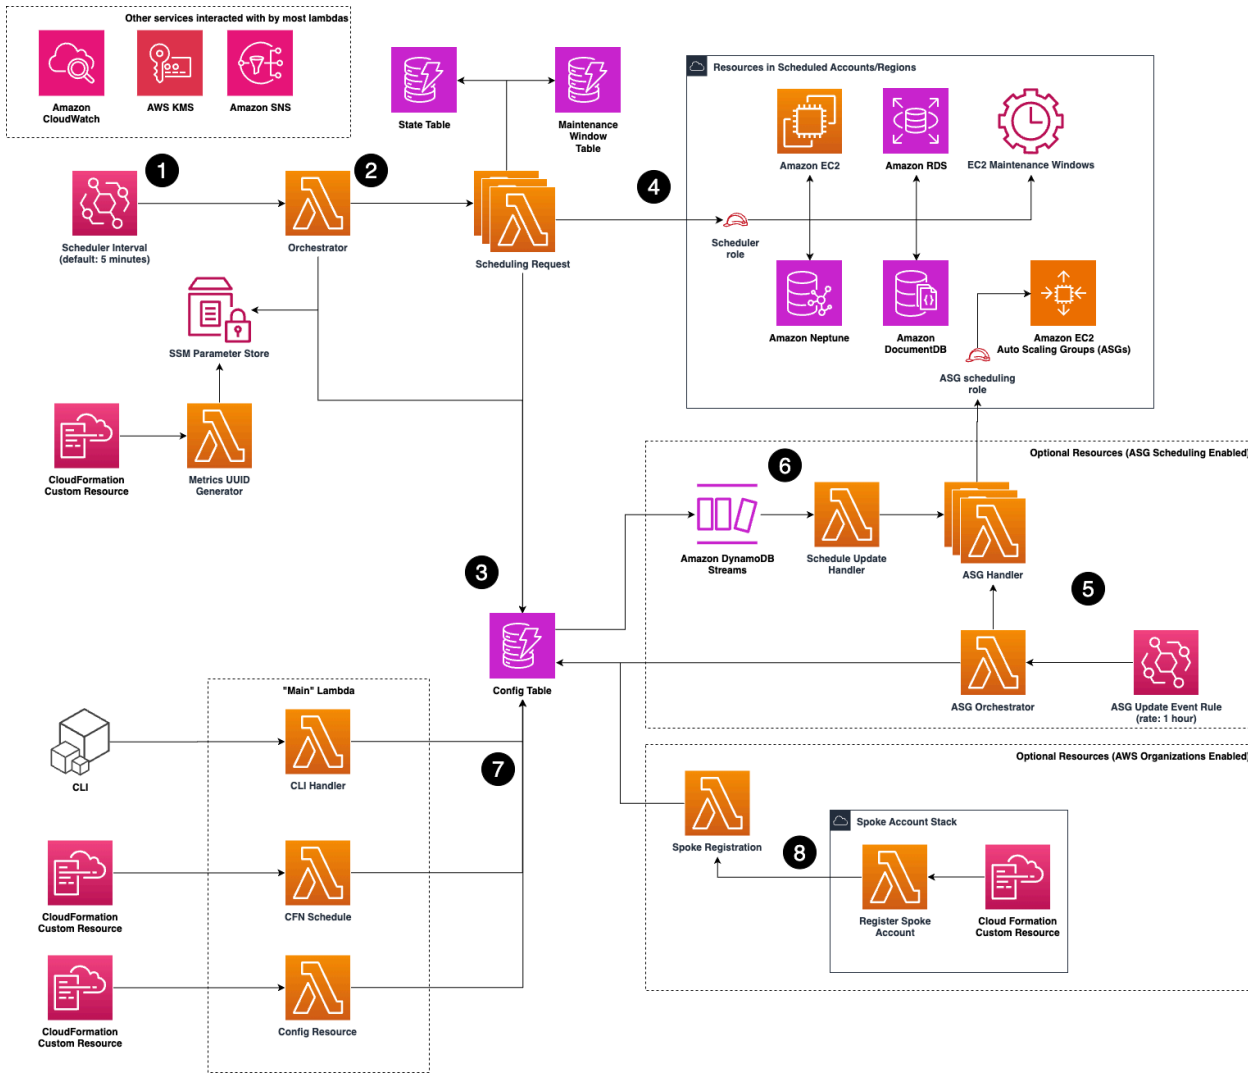 Other services interacted with by most lambdas
Amazon
CloudWatch
AWS KMS
Amazon SNS
State Table
Maintenance
Window
Table
Resources in Scheduled Accounts/Regions
Amazon EC2
Amazon RDS
EC2 Maintenance Windows
1
2
4
Scheduler Interval
(default: 5 minutes)
Orchestrator
Scheduling Request
Scheduler
role
SSM Parameter Store
Amazon Neptune
Amazon
DocumentDB
Amazon EC2
Auto Scaling Groups (ASGs)
ASG scheduling
role
CloudFormation
Custom Resource
Metrics UUID
Generator
Optional Resources (ASG Scheduling Enabled)
6
Amazon DynamoDB
Streams
Schedule Update
Handler
ASG Handler
3
5
Config Table
ASG Orchestrator
ASG Update Event Rule
(rate: 1 hour)
"Main" Lambda
CLI
CLI Handler
7
Optional Resources (AWS Organizations Enabled)
Spoke Registration
8
Spoke Account Stack
Register Spoke
Account
Cloud Formation
Custom Resource
CloudFormation
Custom Resource
CFN Schedule
CloudFormation
Custom Resource
Config Resource